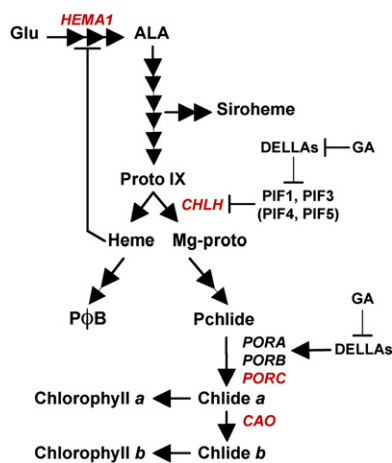 HEMA1
Glu ALA
Siroheme
DELLAs GA
Proto IX
CHLH PIF1, PIF3
(PIF4, PIF5)
Heme Mg-proto
GA
PϕB Pchlide
PORA
PORB DELLAs
PORC
Chlorophyll a Chlide a
CAO
Chlorophyll b Chlide b